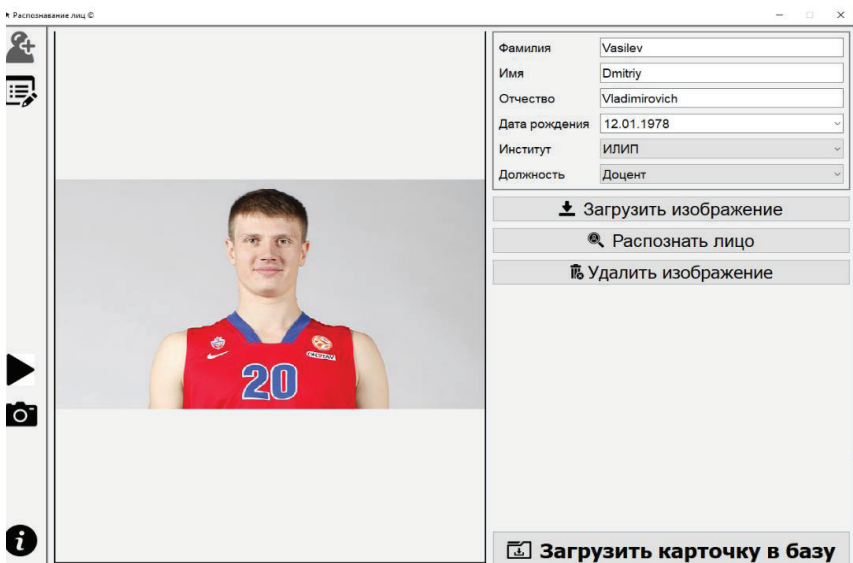 Распознавание лиц ©
Фамилия Vasilev
Имя Dmitriy
Отчество Vladimirovich
Дата рождения 12.01.1978
Институт ИЛИП
Должность Доцент
Загрузить изображение
Распознать лицо
Удалить изображение
20
Загрузить карточку в базу